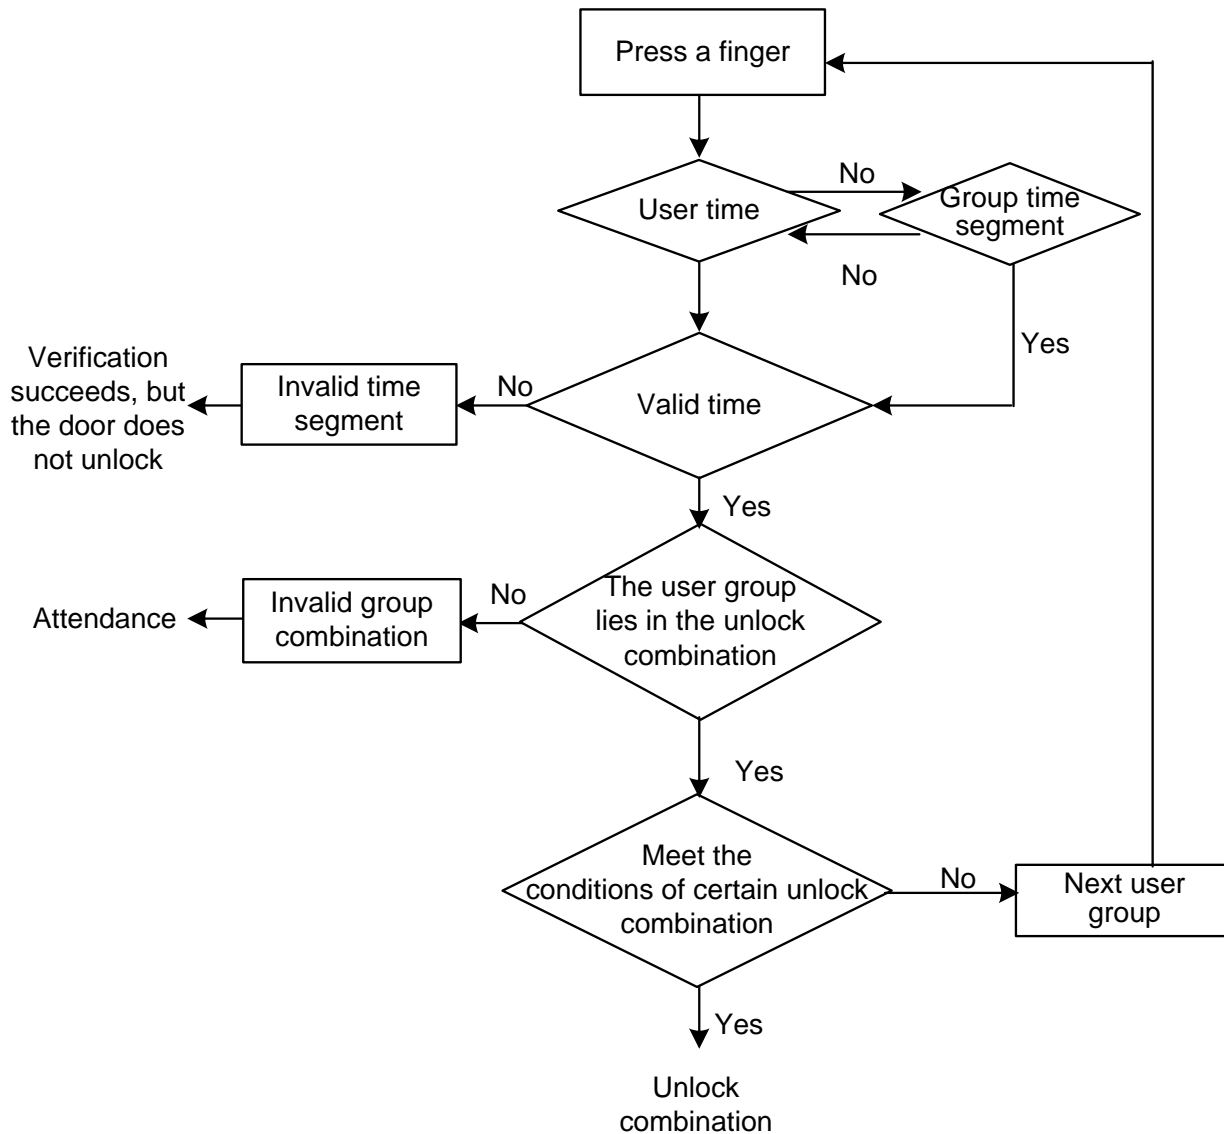 Press a finger
No
User time
Group time
segment
No
Yes
Verification
succeeds, but
the door does
not unlock
Invalid time
segment
No
Valid time
Yes
Attendance
Invalid group
combination
No
The user group
lies in the unlock
combination
Yes
Meet the
conditions of certain unlock
combination
No
Next user
group
Yes
Unlock
combination